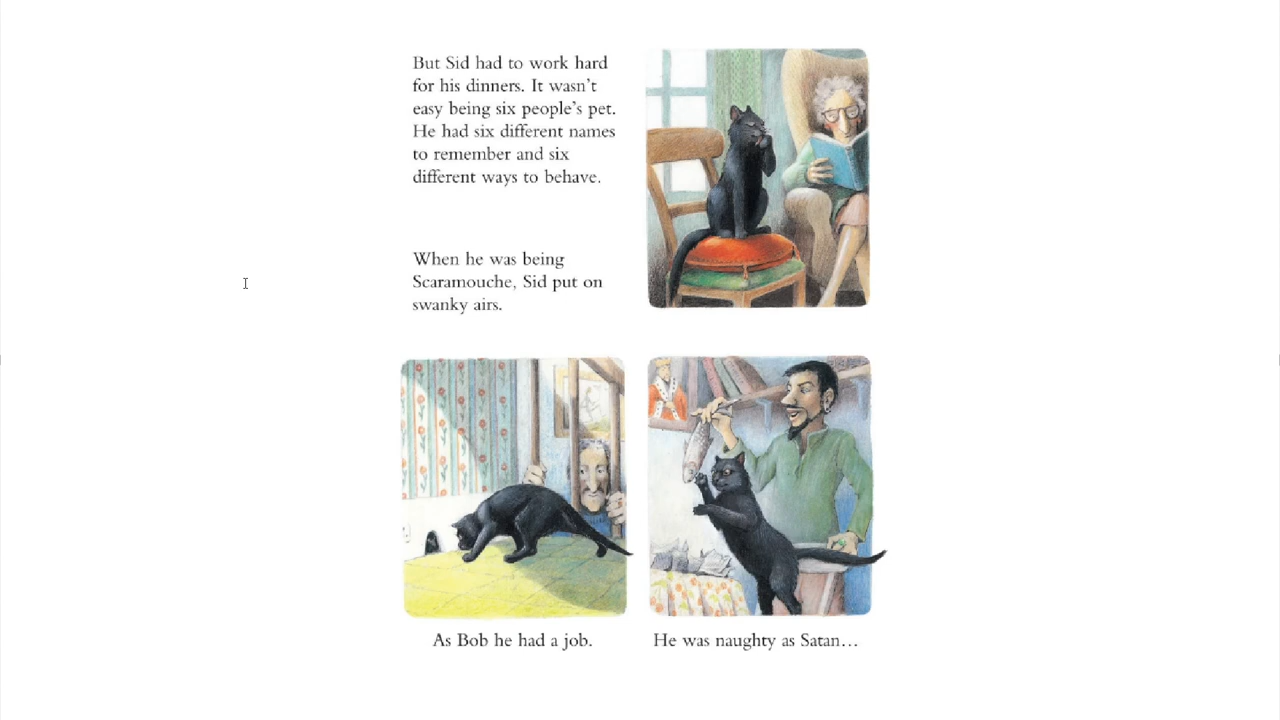 But Sid had to work hard
for his dinners. It wasn't
easy being six people's pet.
He had six different names
to remember and six
different ways to behave.
When he was being
Scaramouche, Sid put on
swanky airs.
As Bob he had a job.
He was naughty as Satan…